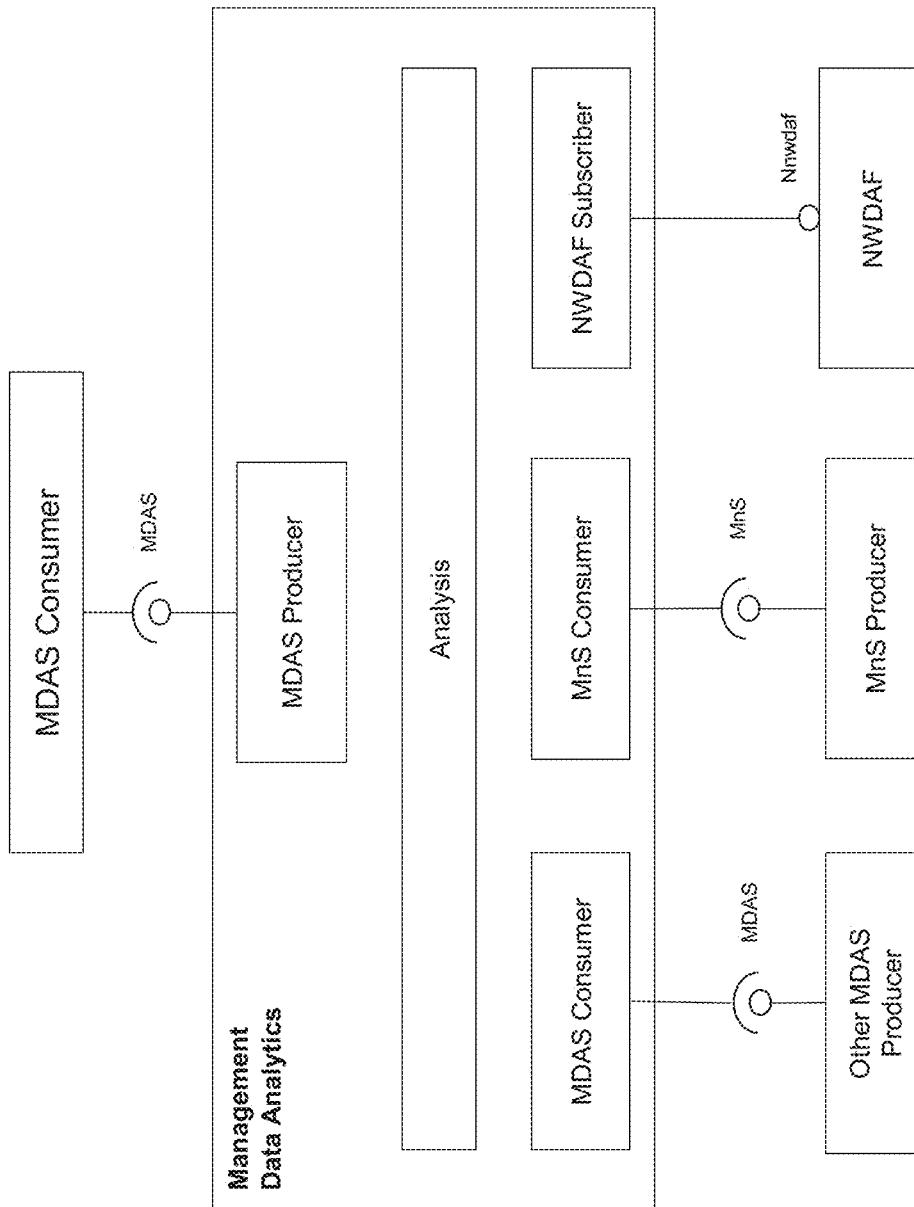 MDAS Consumer
MDAS
Management
Data Analytics
MDAS Producer
Analysis
MDAS Consumer
MnS Consumer
NWDAF Subscriber
MDAS
MnS
Nnwdaf
Other MDAS
Producer
MnS Producer
NWDAF